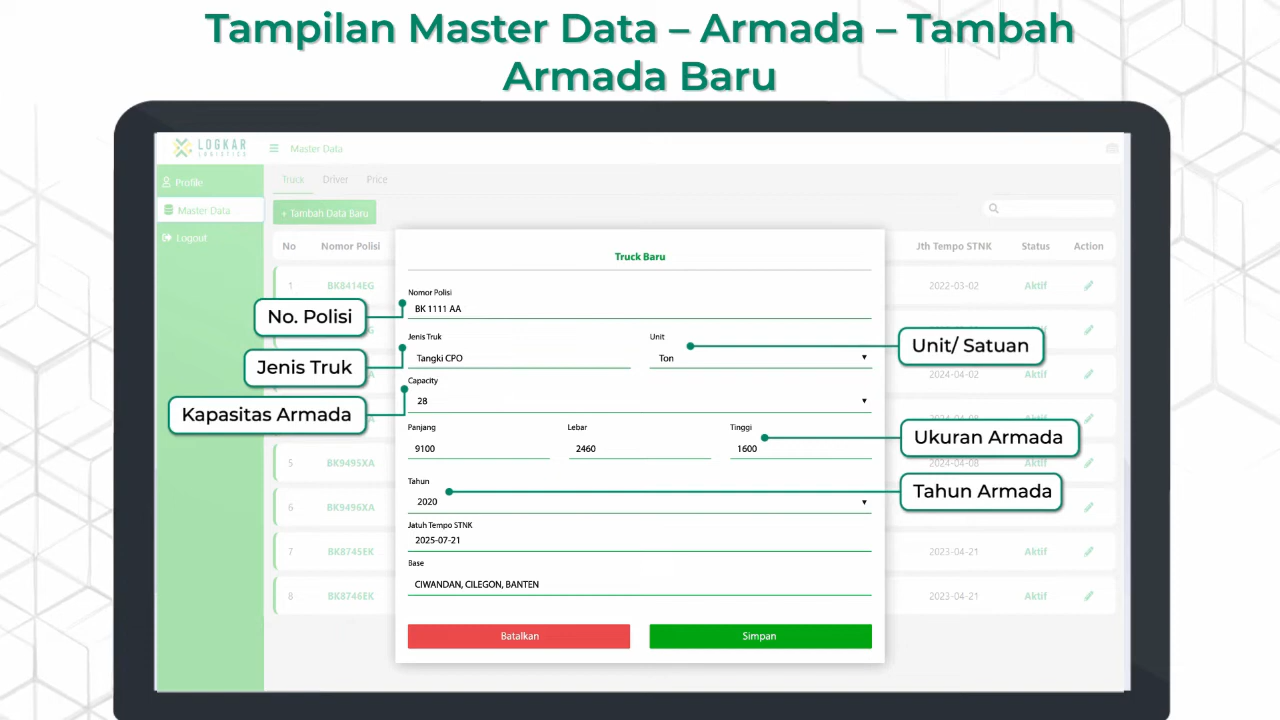 Tampilan Master Data – Armada – Tambah
Armada Baru
LOGKAR
LOGISTICS
Master Data
Profile
Master Data
Logout
Truck Driver Price
+ Tambah Data Baru
No Nomor Polisi Jth Tempo STNK Status Action
1 BK8414EG 2022-03-02 Aktif
2024-04-02 Aktif
2024-04-08
5 BK9495XA 2024-04-08 Aktif
6 BK9496XA
7 BK8745EK 2023-04-21 Aktif
8 BK8746EK 2023-04-21 Aktif
Truck Baru
Nomor Polisi
BK 1111 AA
Jenis Truk Unit
Tangki CPO Ton
Capacity
28
Panjang Lebar Tinggi
9100 2460 1600
Tahun
2020
Jatuh Tempo STNK
2025-07-21
Base
CIWANDAN, CILEGON, BANTEN
Batalkan Simpan
No. Polisi
Jenis Truk
Kapasitas Armada
Unit/ Satuan
Ukuran Armada
Tahun Armada